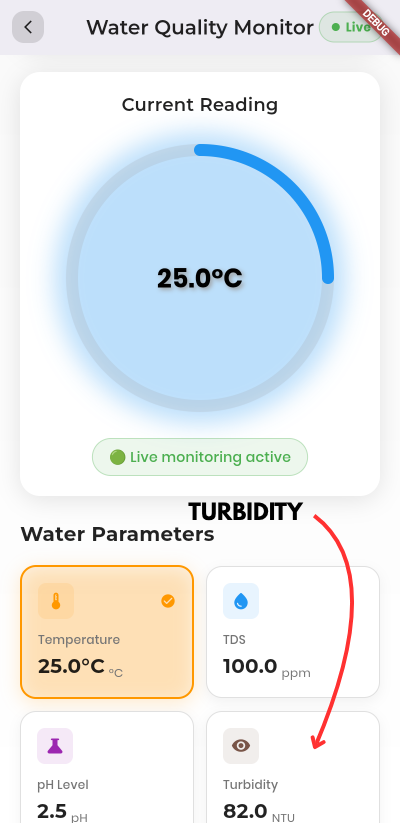 Water Quality Monitor
Live
DEBUG
Current Reading
25.0°C
Live monitoring active
TURBIDITY
Water Parameters
Temperature
25.0°C °C
TDS
100.0 ppm
pH Level
2.5 pH
Turbidity
82.0 NTU